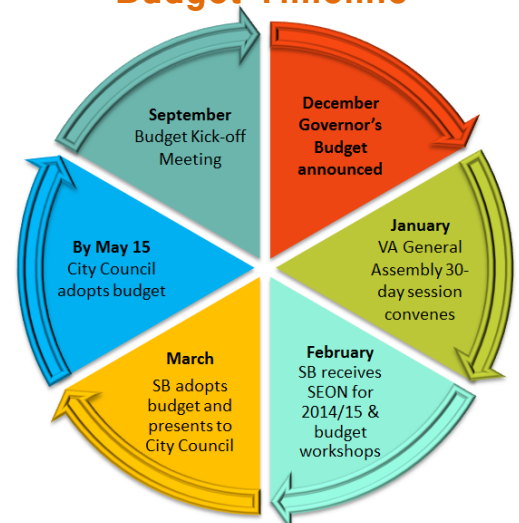 Budget Timeline
September
Budget Kick-off
Meeting
December
Governor's
Budget
announced
January
VA General
Assembly 30-
day session
convenes
February
SB receives
SEON for
2014/15 &
budget
workshops
March
SB adopts
budget and
presents to
City Council
By May 15
City Council
adopts budget